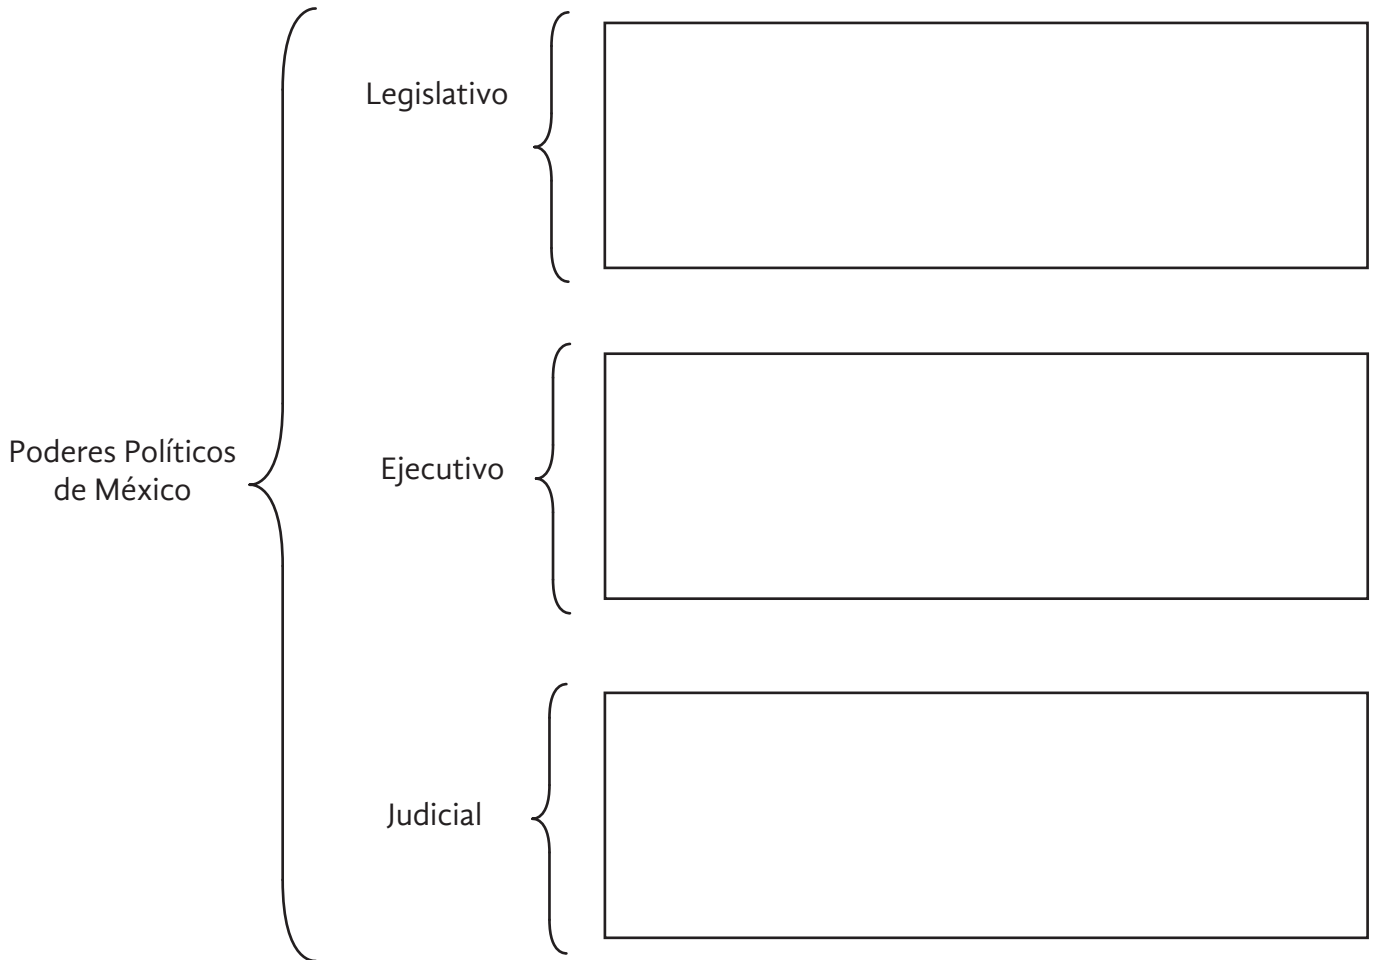 Legislativo
Poderes Políticos
de México
Ejecutivo
Judicial